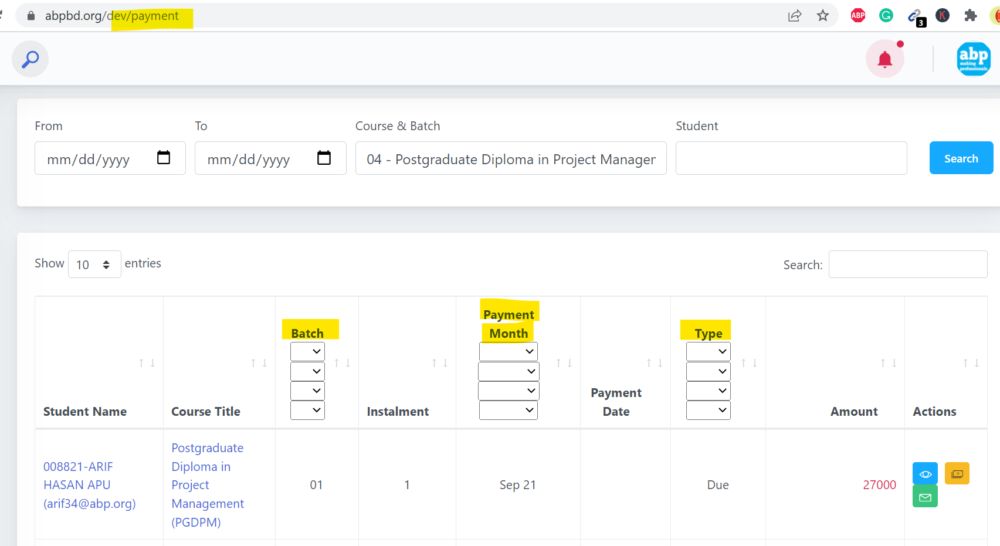 abpbd.org/dev/payment
ABP
G
3
K
abp
making
professionals
From To Course & Batch Student
mm/dd/yyyy mm/dd/yyyy 04 - Postgraduate Diploma in Project Manager Search
Show 10 entries Search:
Payment
Batch Month Type
Payment
Student Name Course Title Instalment Date Amount Actions
Postgraduate
008821-ARIF Diploma in
HASAN APU Project 01 1 Sep 21 Due 27000
(arif34@abp.org) Management
(PGDPM)